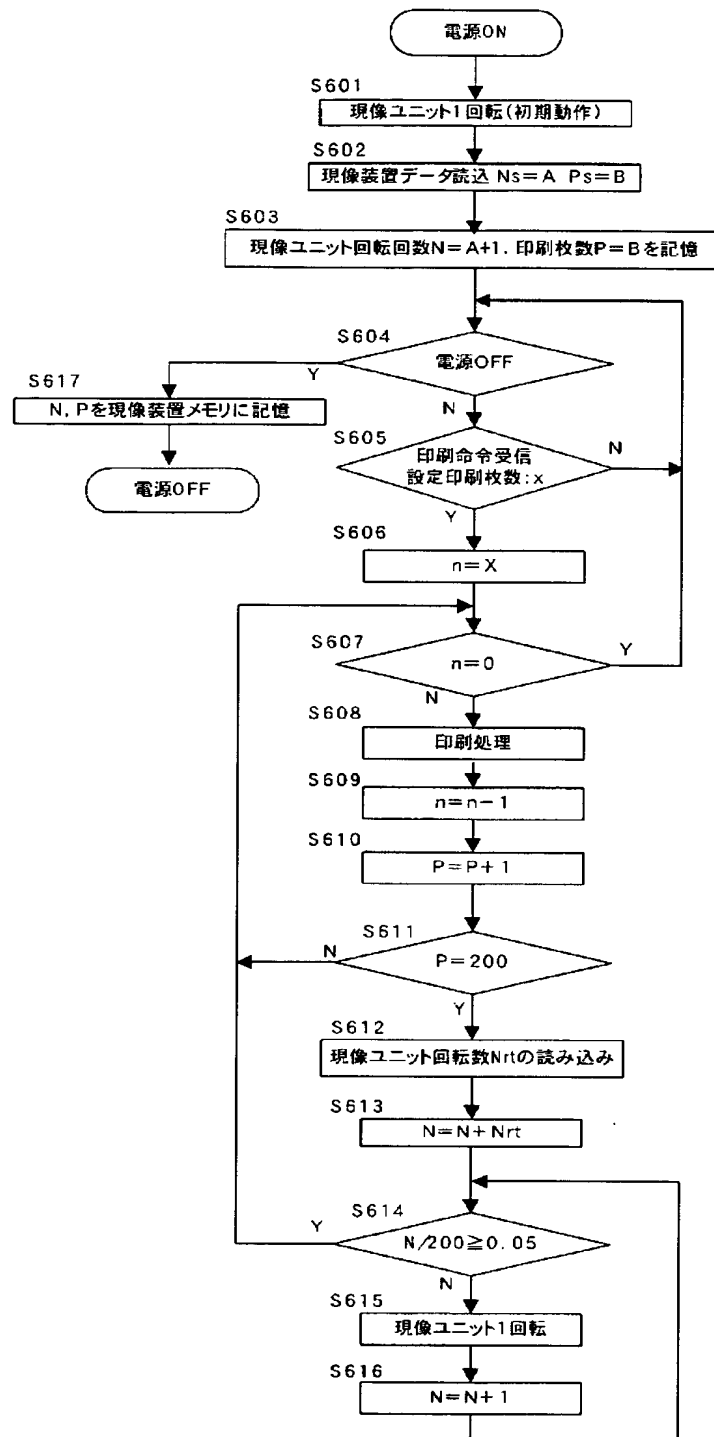 電源ON
S601
現像ユニット1回転(初期動作)
S602
現像装置データ読込 Ns=A Ps=B
S603
現像ユニット回転回数N=A+1．印刷枚数P=Bを記憶
S604
電源OFF
Y
N
S617
N，Pを現像装置メモリに記憶
電源OFF
S605
印刷命令受信
設定印刷枚数:x
N
Y
S606
n=X
S607
n=0
Y
N
S608
印刷処理
S609
n=n-1
S610
P=P+1
S611
P=200
N
Y
S612
現像ユニット回転数Nrtの読み込み
S613
N=N+Nrt
S614
N/200≧0.05
Y
N
S615
現像ユニット1回転
S616
N=N+1